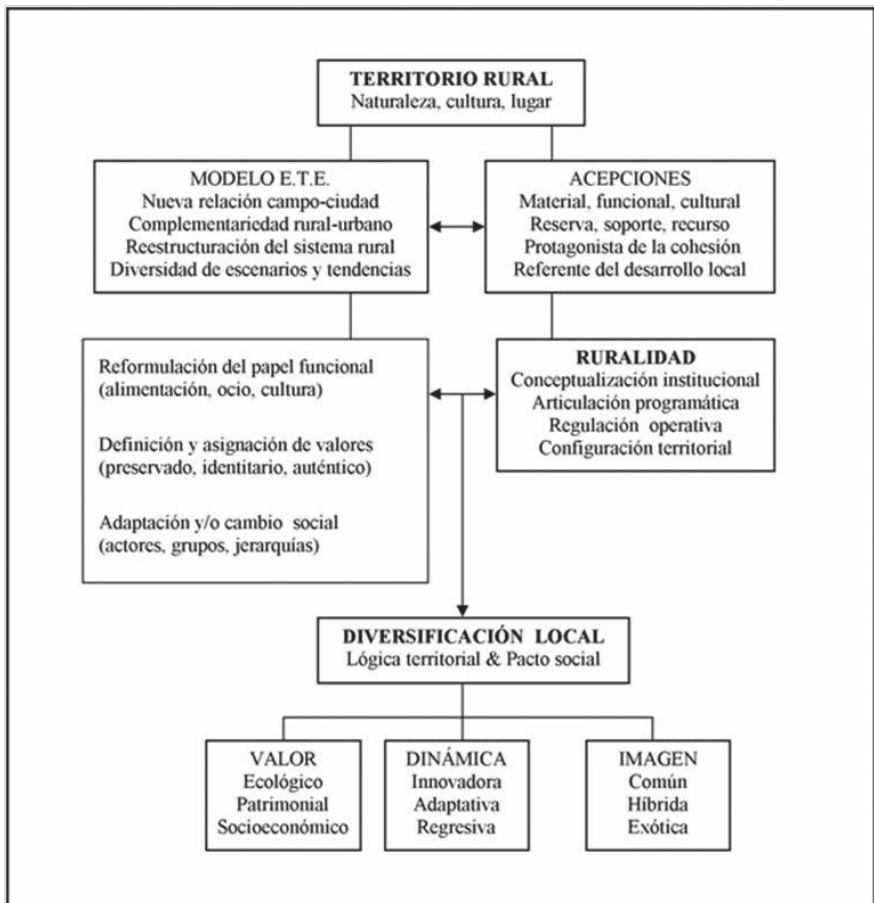 TERRITORIO RURAL
Naturaleza, cultura, lugar
MODELO E.T.E.
Nueva relación campo-ciudad
Complementariedad rural-urbano
Reestructuración del sistema rural
Diversidad de escenarios y tendencias
ACEPCIONES
Material, funcional, cultural
Reserva, soporte, recurso
Protagonista de la cohesión
Referente del desarrollo local
Reformulación del papel funcional
(alimentación, ocio, cultura)
Definición y asignación de valores
(preservado, identitario, auténtico)
Adaptación y/o cambio social
(actores, grupos, jerarquías)
RURALIDAD
Conceptualización institucional
Articulación programática
Regulación operativa
Configuración territorial
DIVERSIFICACIÓN LOCAL
Lógica territorial & Pacto social
VALOR
Ecológico
Patrimonial
Socioeconómico
DINÁMICA
Innovadora
Adaptativa
Regresiva
IMAGEN
Común
Híbrida
Exótica